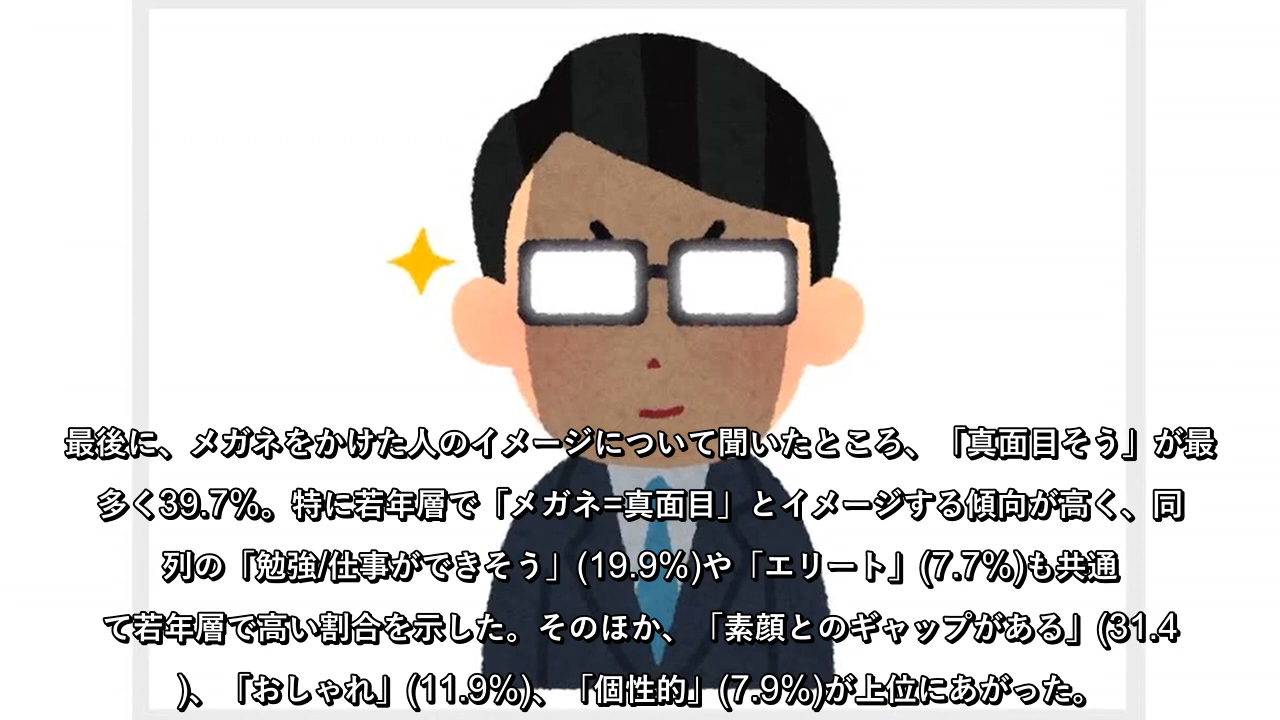 最後に、メガネをかけた人のイメージについて聞いたところ、「真面目そう」が最
多く39.7%。特に若年層で「メガネ=真面目」とイメージする傾向が高く、同
列の「勉強/仕事ができそう」(19.9%)や「エリート」(7.7%)も共通
て若年層で高い割合を示した。そのほか、「素顔とのギャップがある」(31.4
)、「おしゃれ」(11.9%)、「個性的」(7.9%)が上位にあがった。